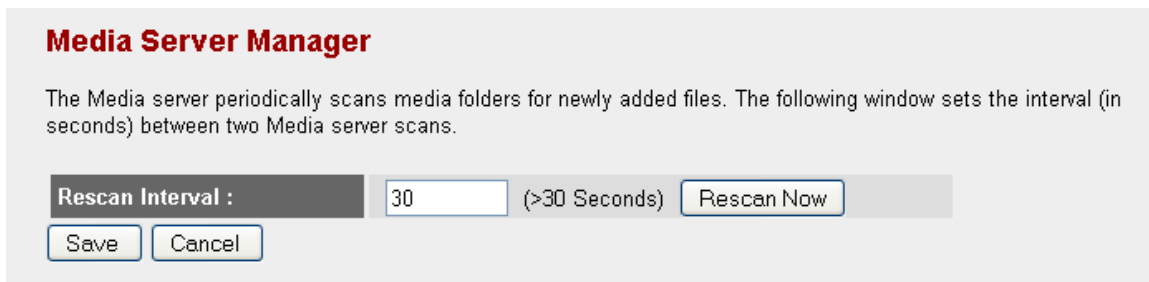 Media Server Manager
The Media server periodically scans media folders for newly added files. The following window sets the interval (in
seconds) between two Media server scans.
Rescan Interval : 30 (>30 Seconds) Rescan Now
Save Cancel